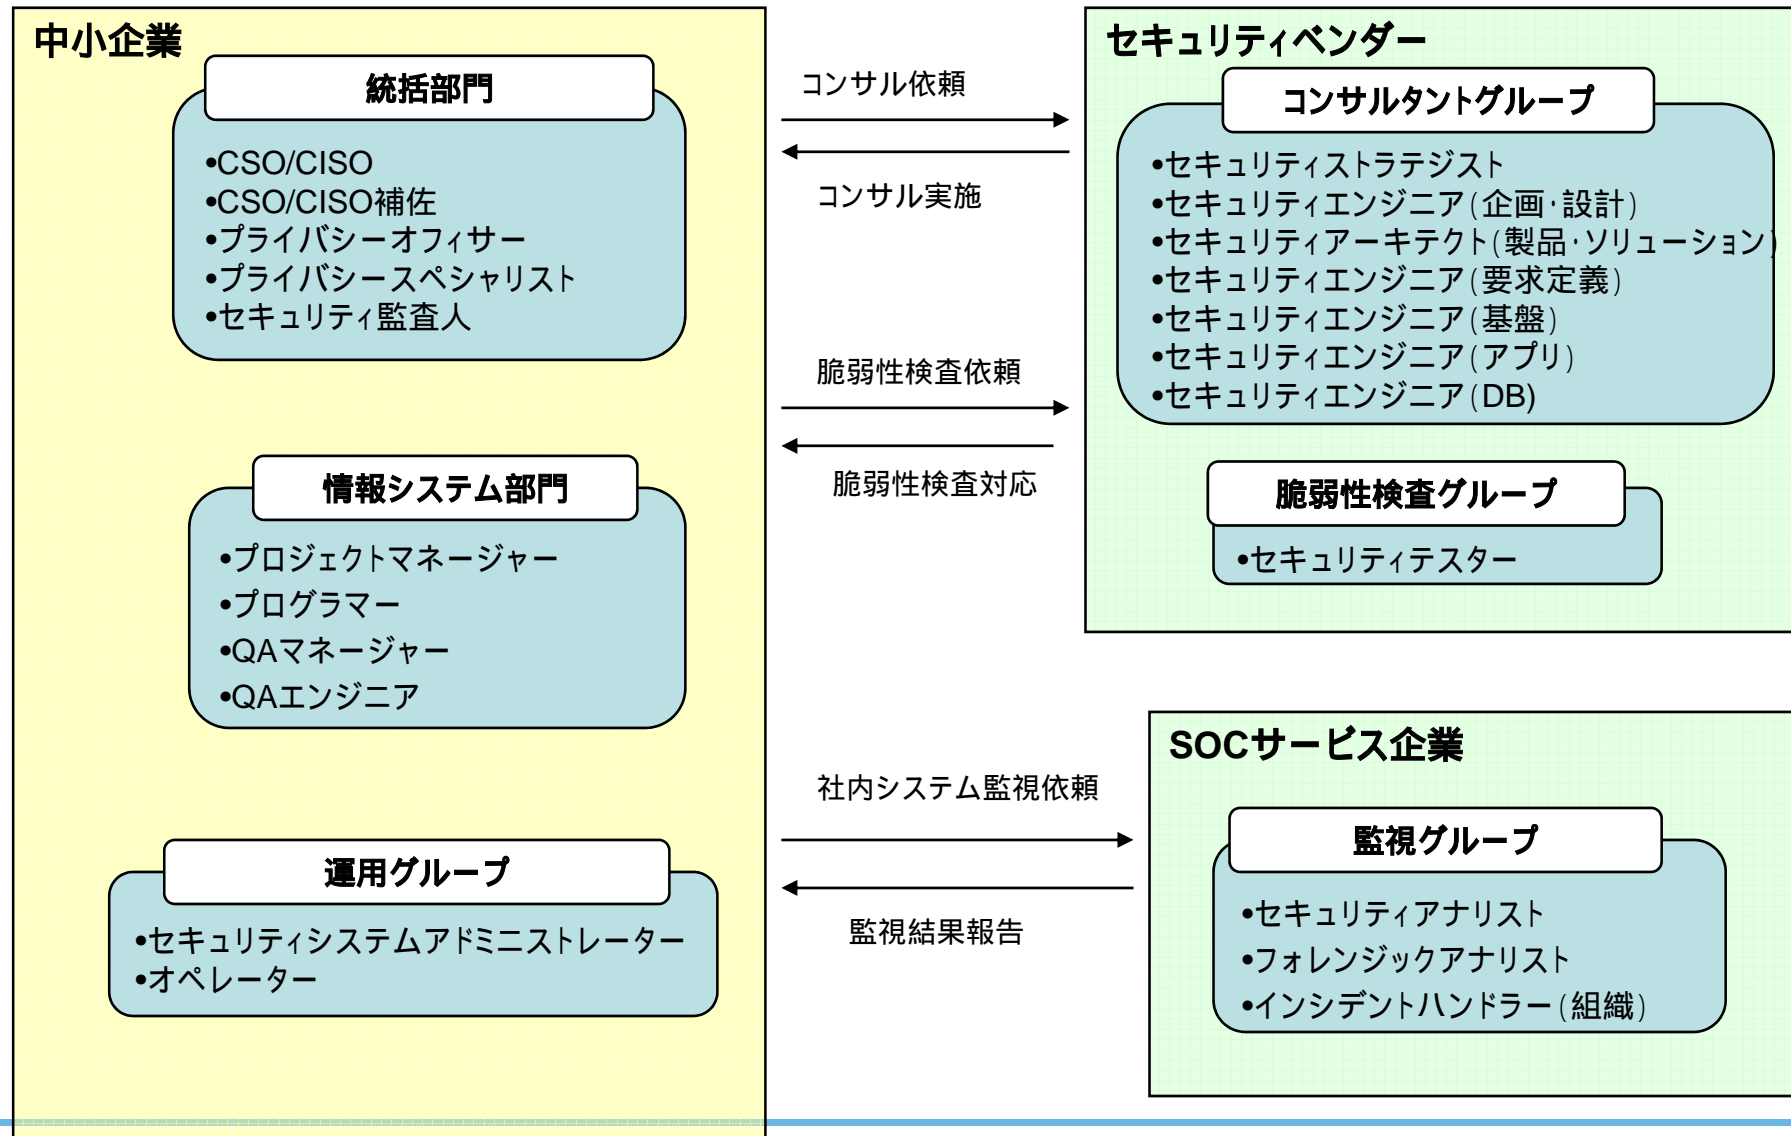 中小企業
統括部門
•CSO/CISO
•CSO/CISO補佐
•プライバシーオフィサー
•プライバシースペシャリスト
•セキュリティ監査人
情報システム部門
•プロジェクトマネージャー
•プログラマー
•QAマネージャー
•QAエンジニア
運用グループ
•セキュリティシステムアドミニストレーター
•オペレーター
コンサル依頼
コンサル実施
脆弱性検査依頼
脆弱性検査対応
社内システム監視依頼
監視結果報告
セキュリティベンダー
コンサルタントグループ
•セキュリティストラテジスト
•セキュリティエンジニア(企画・設計)
•セキュリティアーキテクト(製品・ソリューション)
•セキュリティエンジニア(要求定義)
•セキュリティエンジニア(基盤)
•セキュリティエンジニア(アプリ)
•セキュリティエンジニア(DB)
脆弱性検査グループ
•セキュリティテスター
SOCサービス企業
監視グループ
•セキュリティアナリスト
•フォレンジックアナリスト
•インシデントハンドラー(組織)